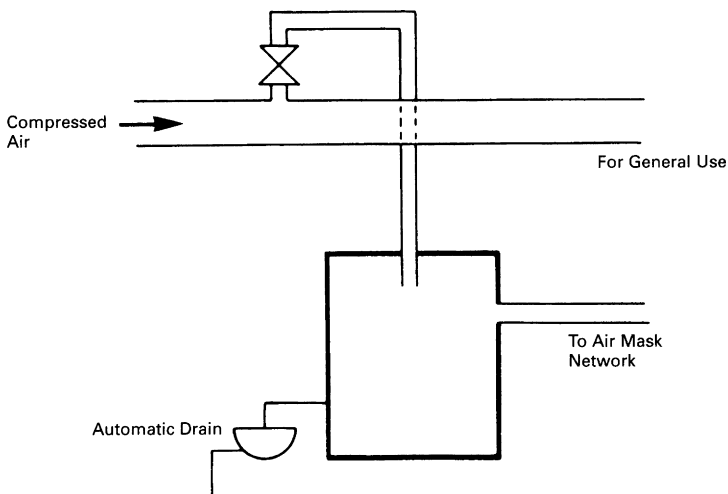 Compressed
Air
For General Use
To Air Mask
Network
Automatic Drain